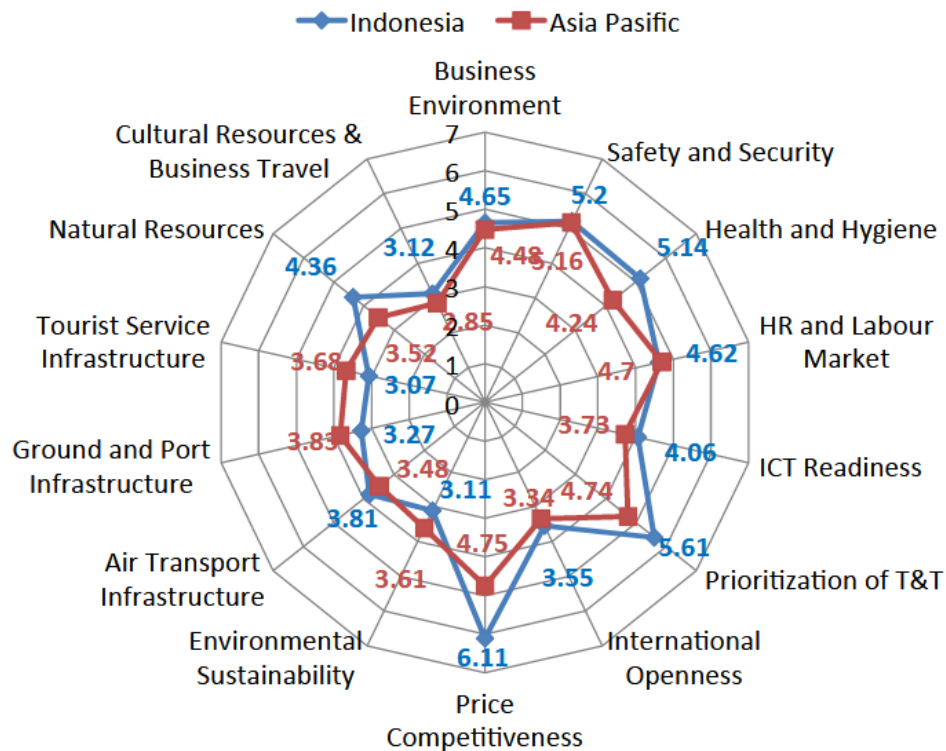 Indonesia
Asia Pasific
Business
Environment
Cultural Resources &
Business Travel
Safety and Security
Natural Resources
Health and Hygiene
Tourist Service
Infrastructure
HR and Labour
Market
Ground and Port
Infrastructure
ICT Readiness
Air Transport
Infrastructure
Prioritization of T&T
Environmental
Sustainability
International
Openness
Price
Competitiveness
7
6
5
4
3
2
1
0
4.65
5.2
5.14
4.62
4.06
5.61
3.55
6.11
3.11
3.81
3.27
3.07
4.36
3.12
4.48
5.16
4.24
4.7
3.73
4.74
3.34
4.75
3.61
3.48
3.83
3.68
3.52
2.85